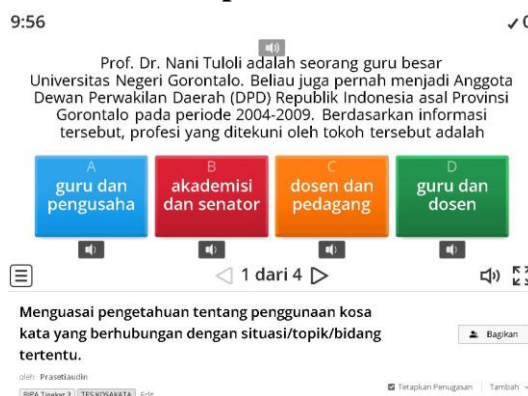 9:56
✓ 0
Prof. Dr. Nani Tuloli adalah seorang guru besar
Universitas Negeri Gorontalo. Beliau juga pernah menjadi Anggota
Dewan Perwakilan Daerah (DPD) Republik Indonesia asal Provinsi
Gorontalo pada periode 2004-2009. Berdasarkan informasi
tersebut, profesi yang ditekuni oleh tokoh tersebut adalah
A
guru dan
pengusaha
B
akademisi
dan senator
C
dosen dan
pedagang
D
guru dan
dosen
1 dari 4
Menguasai pengetahuan tentang penggunaan kosa
kata yang berhubungan dengan situasi/topik/bidang
tertentu.
Bagikan
oleh Prasetiaudin
Tetapkan Penugasan
Tambah
BIPA Tingkat 3
TES KOSAKATA
Edit